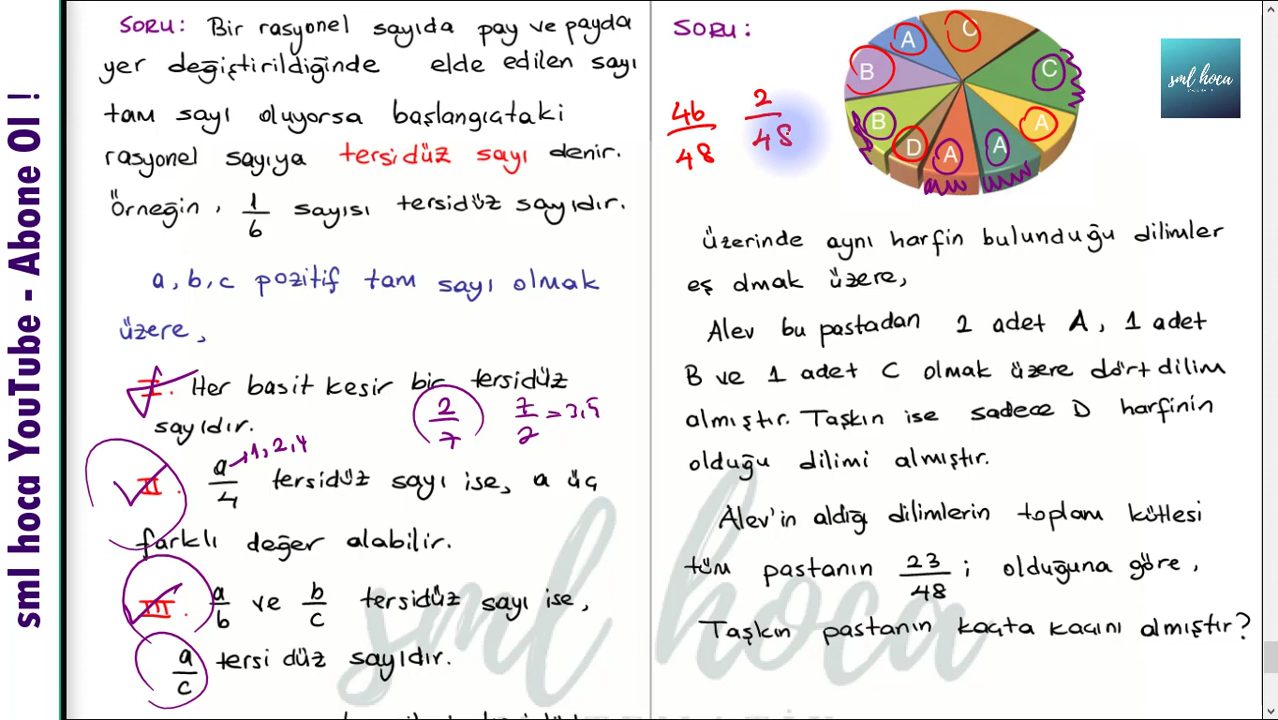 sml hoca YouTube - Abone Ol !
SORU: Bir rasyonel sayıda pay ve payda
yer değiştirildiğinde elde edilen sayı
tam sayı oluyorsa başlangıçtaki
rasyonel sayıya tersidüz sayı denir.
Örneğin, 1/6 sayısı tersidüz sayıdır.
a, b, c pozitif tam sayı olmak
üzere,
I. Her basit kesir bir tersidüz
sayıdır.
2/7 7/2 = 3,5
1, 2, 4
II. a/4 tersidüz sayı ise, a üç
farklı değer alabilir.
III. a/b ve b/c tersidüz sayı ise,
a/c tersi düz sayıdır.
SORU:
46/48 2/48
A C B C B A D A A
sml hoca
üzerinde aynı harfin bulunduğu dilimler
eş olmak üzere,
Alev bu pastadan 2 adet A, 1 adet
B ve 1 adet C olmak üzere dört dilim
almıştır. Taşkın ise sadece D harfinin
olduğu dilimi almıştır.
Alev'in aldığı dilimlerin toplam kütlesi
tüm pastanın 23/48 i olduğuna göre,
Taşkın pastanın kaçta kaçını almıştır?
sml hoca